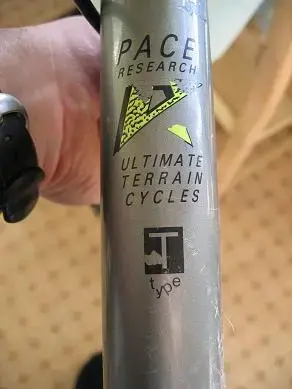 PACE
RESEARCH
ULTIMATE
TERRAIN
CYCLES
T
type